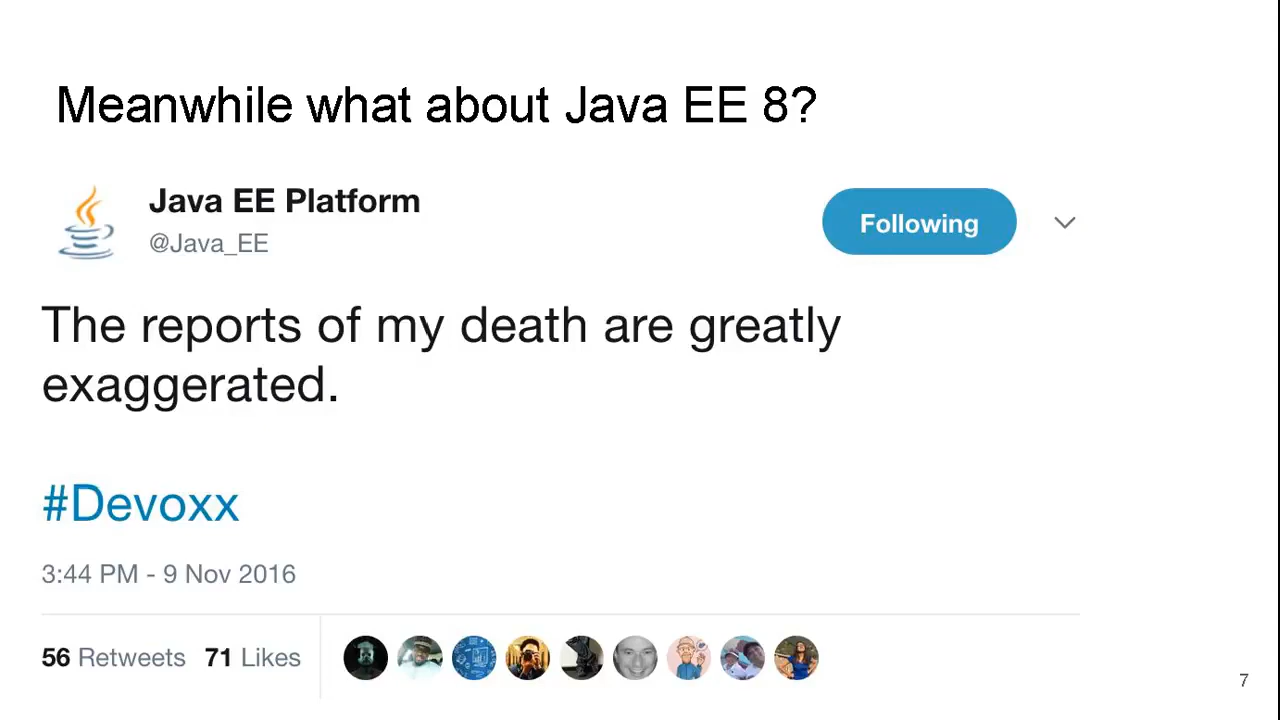 Meanwhile what about Java EE 8?
Java EE Platform
@Java_EE
Following
The reports of my death are greatly
exaggerated.
#Devoxx
3:44 PM - 9 Nov 2016
56 Retweets 71 Likes
7